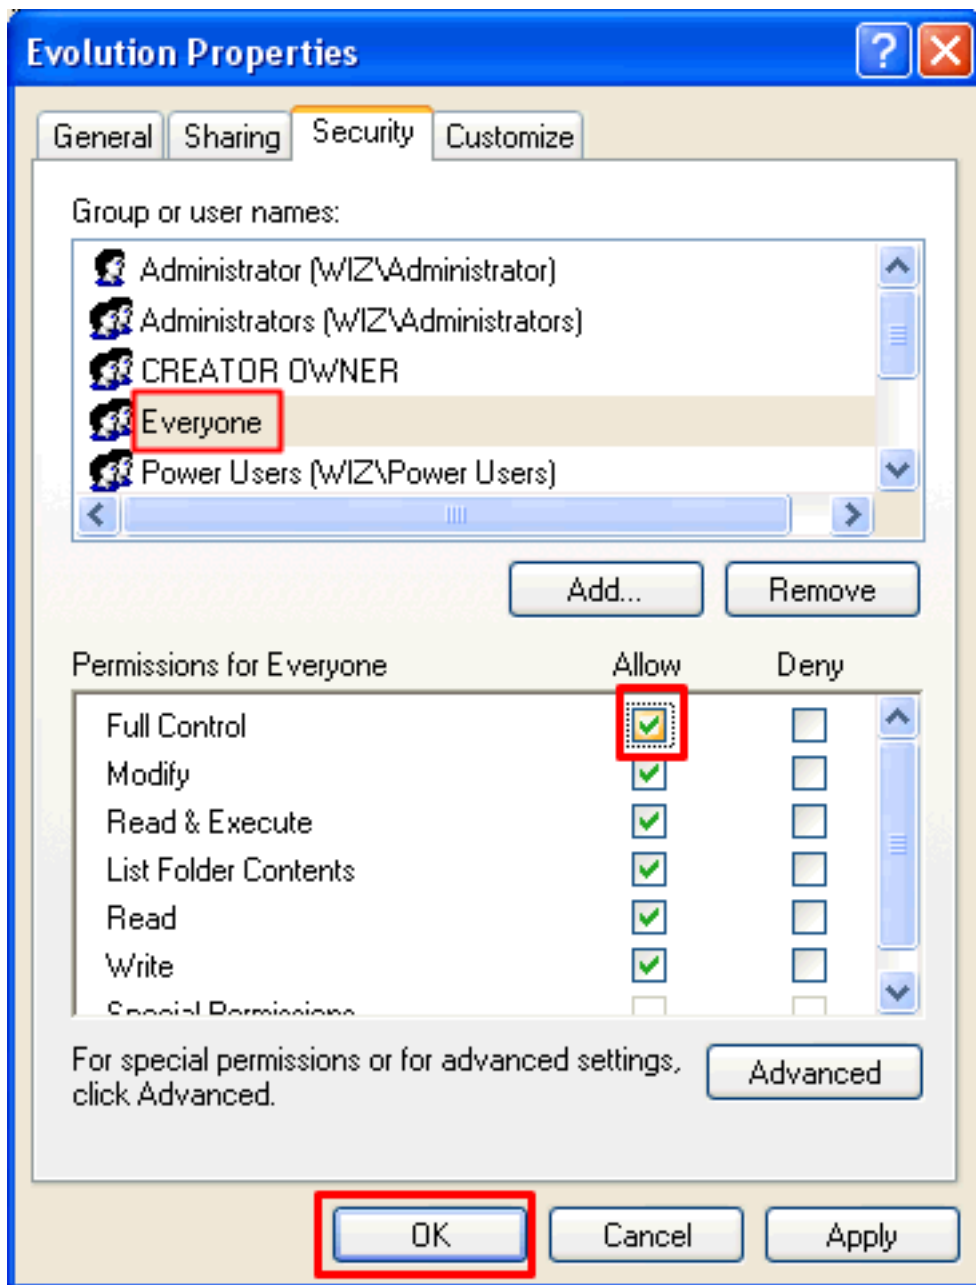 Evolution Properties
General Sharing Security Customize
Group or user names:
Administrator (WIZ\Administrator)
Administrators (WIZ\Administrators)
CREATOR OWNER
Everyone
Power Users (WIZ\Power Users)
Add... Remove
Permissions for Everyone Allow Deny
Full Control
Modify
Read & Execute
List Folder Contents
Read
Write
Special Permissions
For special permissions or for advanced settings,
click Advanced.
Advanced
OK Cancel Apply